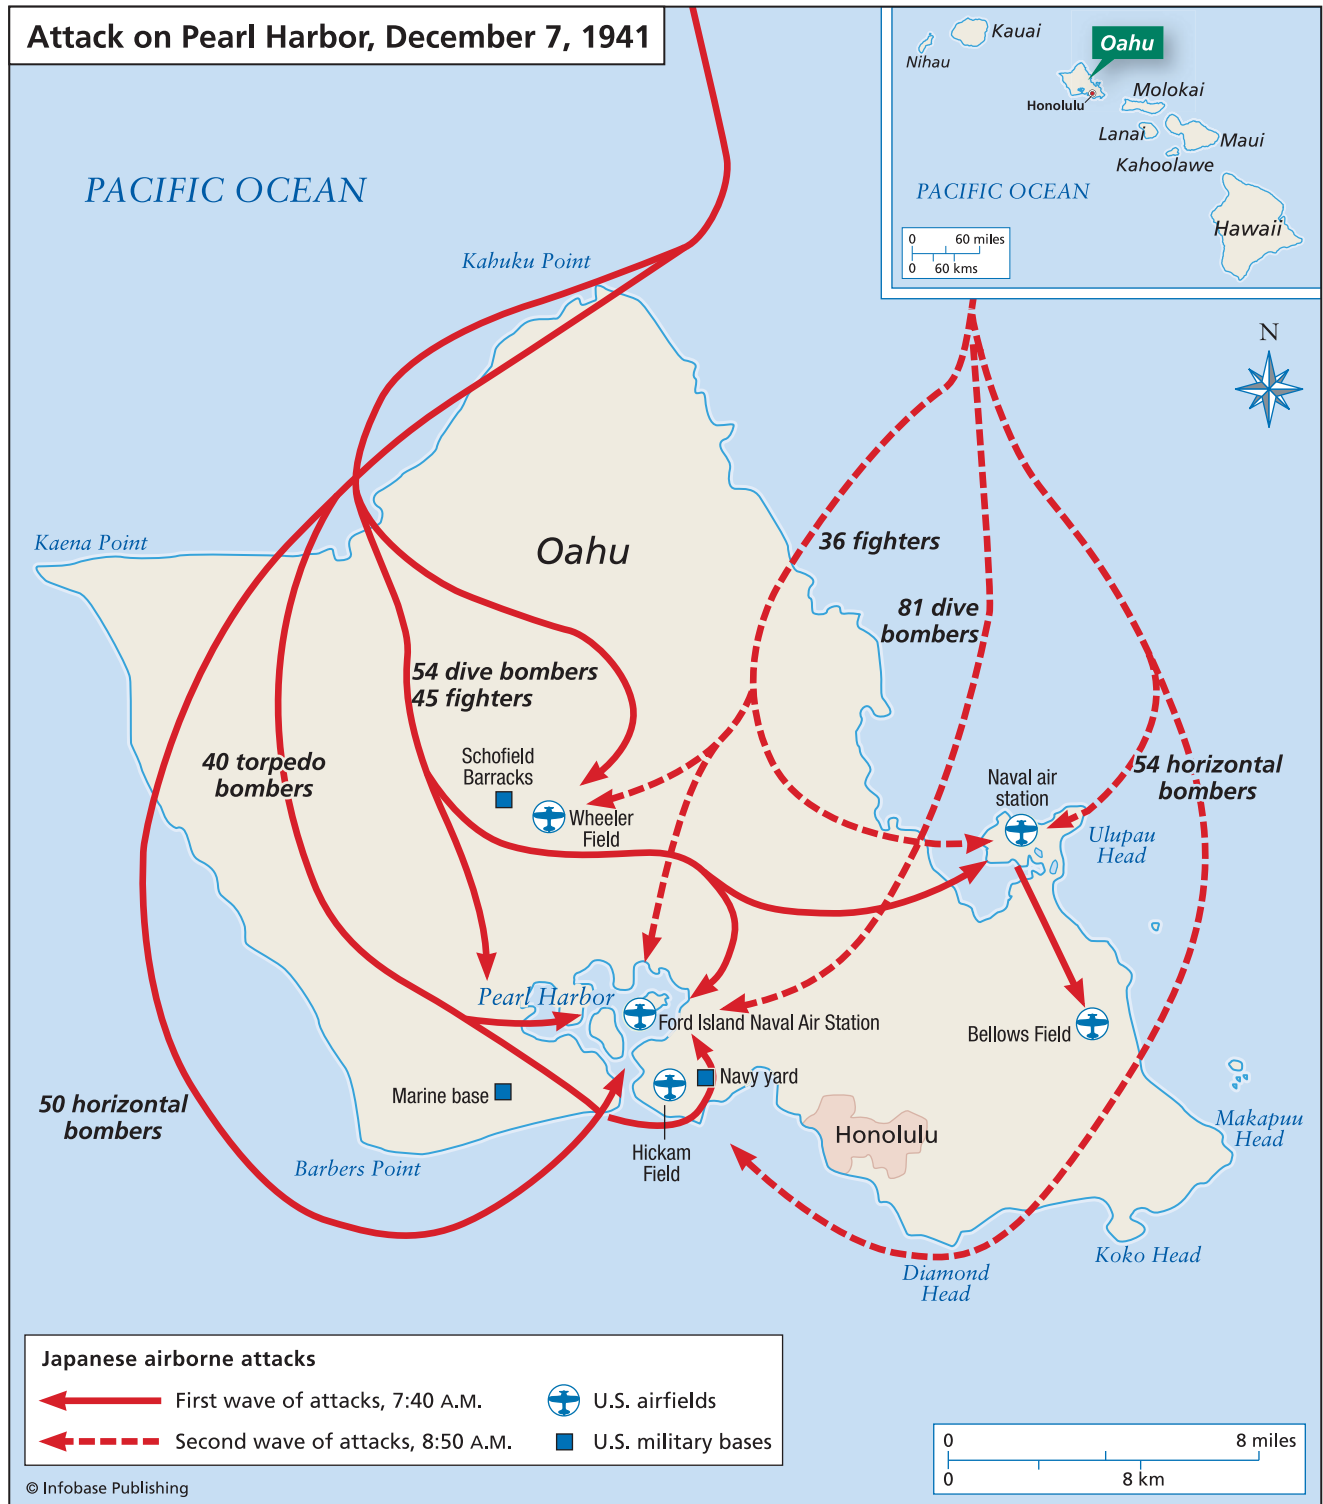 Attack on Pearl Harbor, December 7, 1941
Kauai
Nihau
Oahu
Honolulu
Molokai
Lanai
Maui
Kahoolawe
PACIFIC OCEAN
Hawaii
0 60 miles
0 60 kms
PACIFIC OCEAN
Kahuku Point
N
Kaena Point
Oahu
36 fighters
81 dive
bombers
54 dive bombers
45 fighters
40 torpedo
bombers
Schofield
Barracks
Wheeler
Field
Naval air
station
54 horizontal
bombers
Ulupau
Head
Pearl Harbor
Ford Island Naval Air Station
Bellows Field
Marine base
Navy yard
50 horizontal
bombers
Hickam
Field
Honolulu
Makapuu
Head
Barbers Point
Koko Head
Diamond
Head
Japanese airborne attacks
First wave of attacks, 7:40 A.M.
U.S. airfields
Second wave of attacks, 8:50 A.M.
U.S. military bases
0 8 miles
0 8 km
© Infobase Publishing